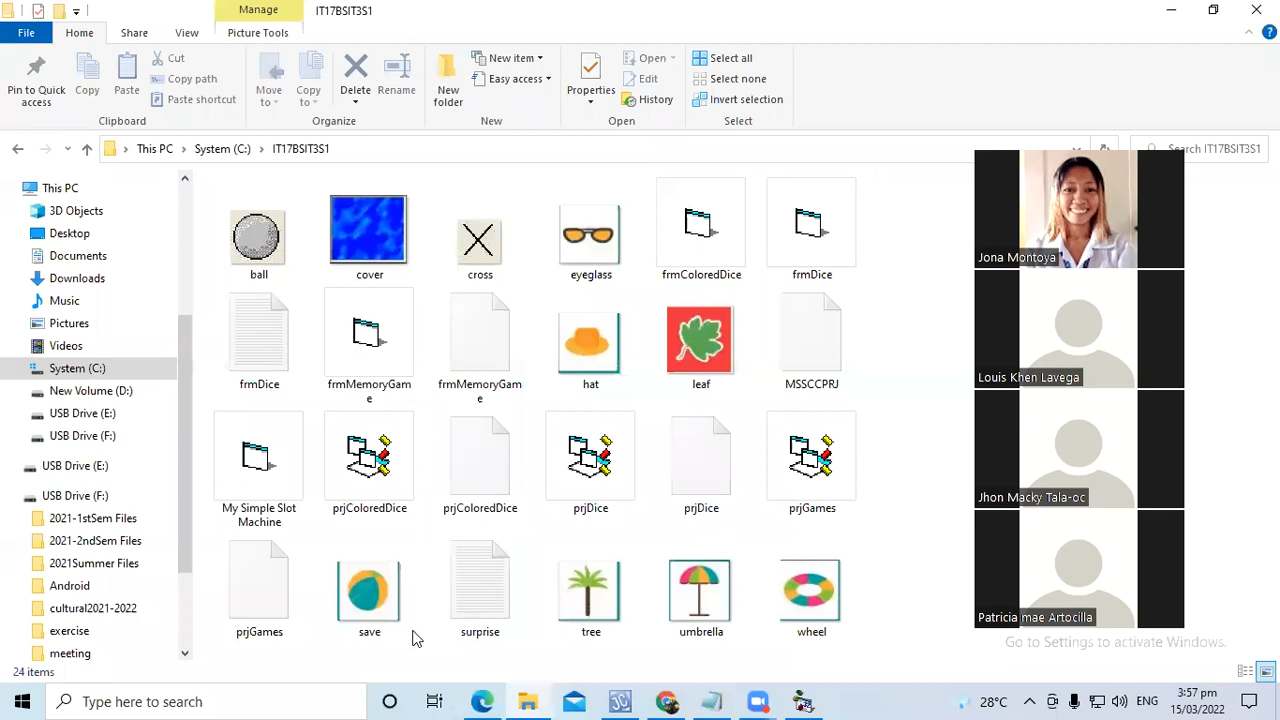 Manage
IT17BSIT3S1
File
Home
Share
View
Picture Tools
Pin to Quick
access
Copy
Paste
Cut
Copy path
Paste shortcut
Clipboard
Move
to
Copy
to
Delete
Rename
Organize
New
folder
New item
Easy access
New
Properties
Open
Edit
History
Open
Select all
Select none
Invert selection
Select
This PC
System (C:)
IT17BSIT3S1
Search IT17BSIT3S1
This PC
3D Objects
Desktop
Documents
Downloads
Music
Pictures
Videos
System (C:)
New Volume (D:)
USB Drive (E:)
USB Drive (F:)
USB Drive (E:)
USB Drive (F:)
2021-1stSem Files
2021-2ndSem Files
2021Summer Files
Android
cultural2021-2022
exercise
meeting
ball
cover
cross
eyeglass
frmColoredDice
frmDice
frmDice
frmMemoryGam
e
frmMemoryGam
e
hat
leaf
MSSCCPRJ
My Simple Slot
Machine
prjColoredDice
prjColoredDice
prjDice
prjDice
prjGames
prjGames
save
surprise
tree
umbrella
wheel
Jona Montoya
Louis Khen Lavega
Jhon Macky Tala-oc
Patricia mae Artocilla
Go to Settings to activate Windows.
24 items
Type here to search
28°C
ENG
3:57 pm
15/03/2022